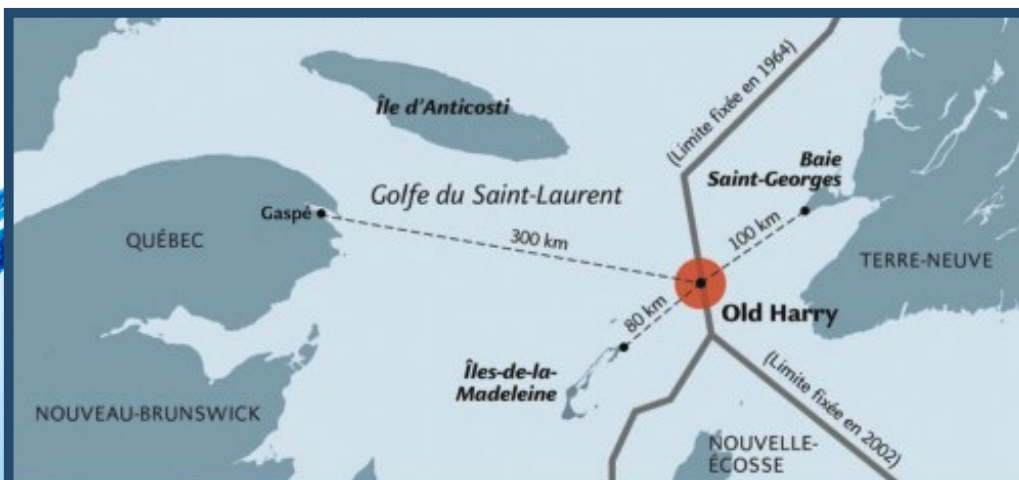 (Limite fixée en 1964)
Île d'Anticosti
Baie
Saint-Georges
Golfe du Saint-Laurent
Gaspé
QUÉBEC
300 km
100 km
TERRE-NEUVE
80 km
Old Harry
Îles-de-la-
Madeleine
(Limite fixée en 2002)
NOUVEAU-BRUNSWICK
NOUVELLE-
ÉCOSSE